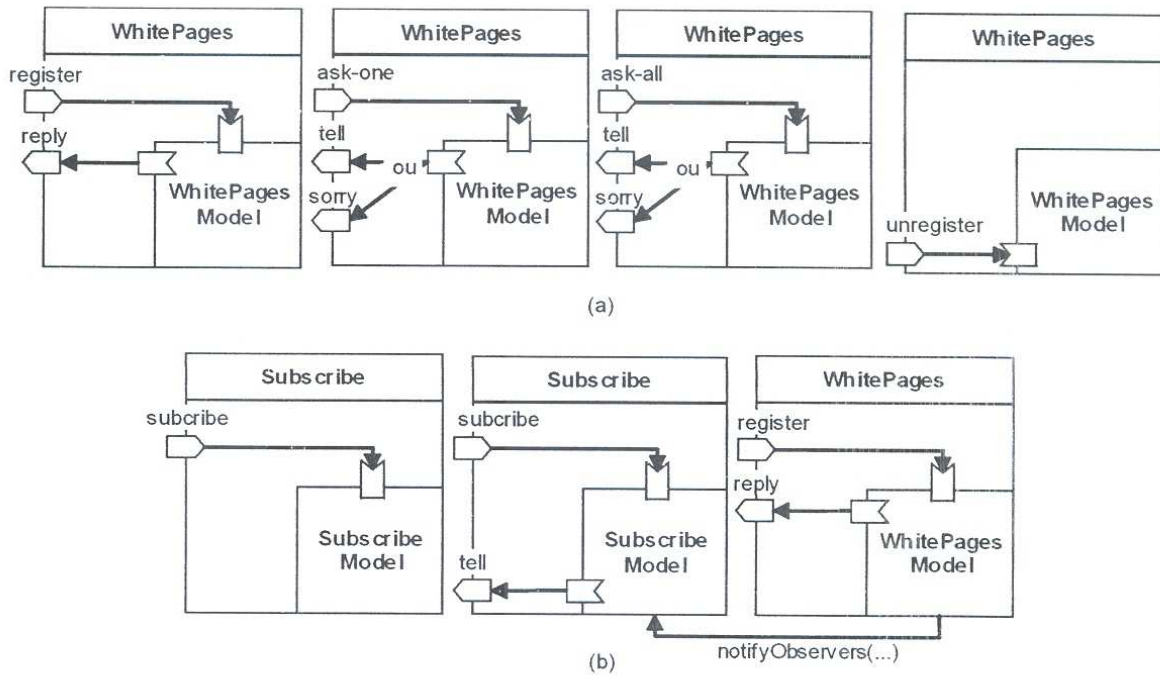 WhitePages
WhitePages
WhitePages
WhitePages
register
ask-one
ask-all
reply
tell
tell
ou
ou
sorry
sorry
WhitePages
Model
WhitePages
Model
WhitePages
Model
WhitePages
Model
unregister
(a)
Subscribe
Subscribe
WhitePages
subcribe
subcribe
register
reply
Subscribe
Model
Subscribe
Model
WhitePages
Model
tell
notifyObservers(...)
(b)